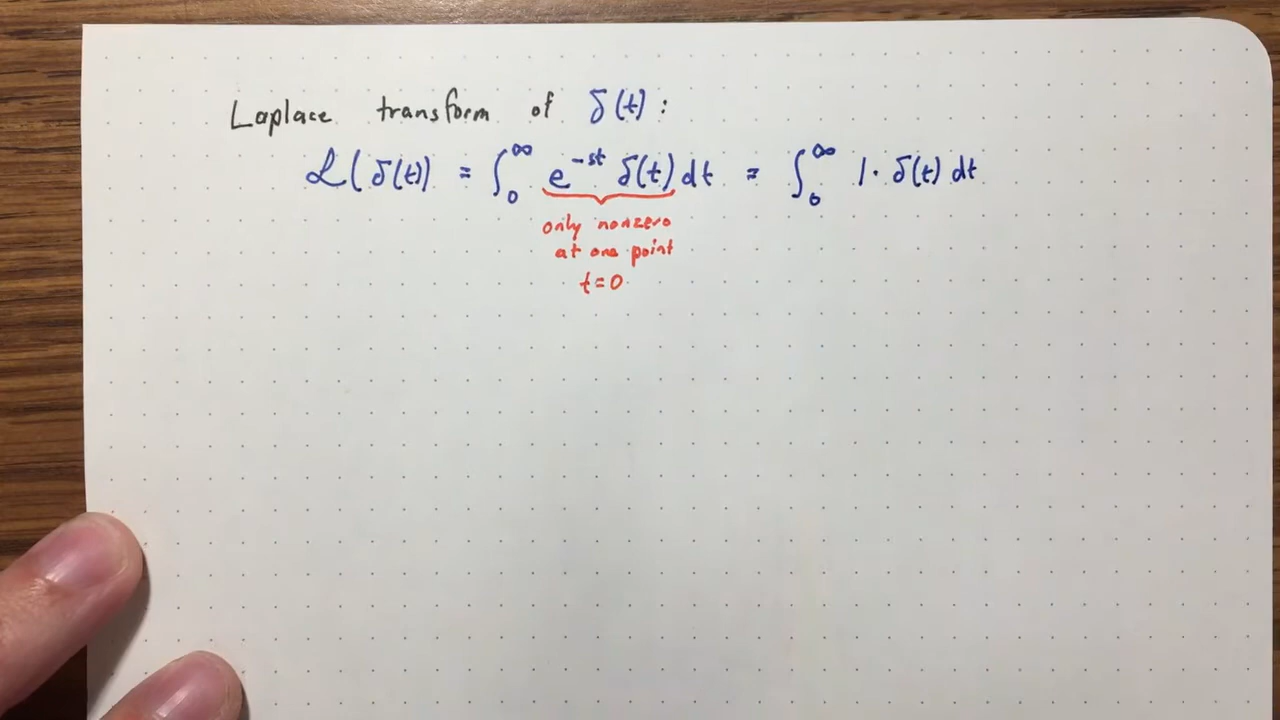 Laplace transform of δ(t):
ℒ(δ(t)) = ∫₀^∞ e^{-st} δ(t) dt = ∫₀^∞ 1· δ(t) dt
only nonzero
at one point
t=0